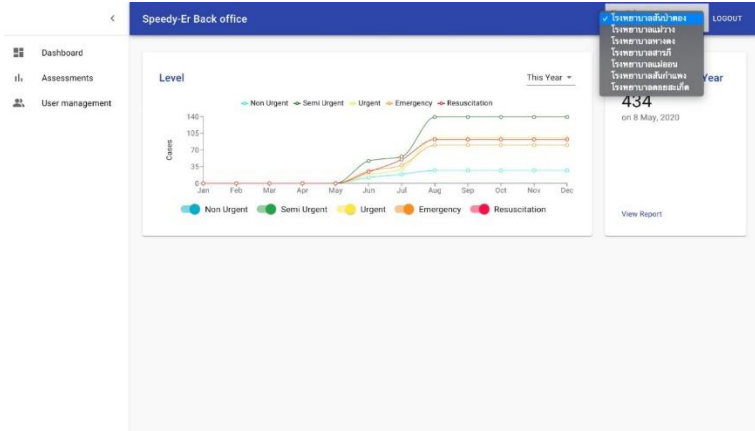 Speedy-Er Back office
โรงพยาบาลสันป่าตอง
โรงพยาบาลแม่วาง
โรงพยาบาลหางดง
โรงพยาบาลสารภี
โรงพยาบาลแม่ออน
โรงพยาบาลสันกำแพง
โรงพยาบาลดอยสะเก็ด
LOGOUT
Dashboard
Assessments
User management
Level
This Year
Non Urgent Semi Urgent Urgent Emergency Resuscitation
140
105
70
35
0
Cases
Jan Feb Mar Apr May Jun Jul Aug Sep Oct Nov Dec
Non Urgent Semi Urgent Urgent Emergency Resuscitation
Year
434
on 8 May, 2020
View Report